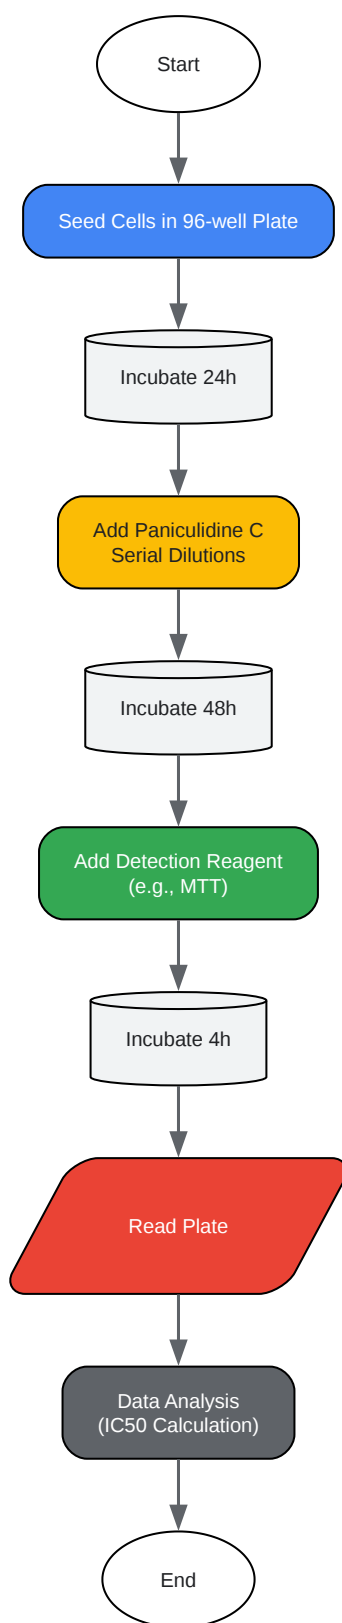 Start
Seed Cells in 96-well Plate
Incubate 24h
Add Paniculidine C
Serial Dilutions
Incubate 48h
Add Detection Reagent
(e.g., MTT)
Incubate 4h
Read Plate
Data Analysis
(IC50 Calculation)
End